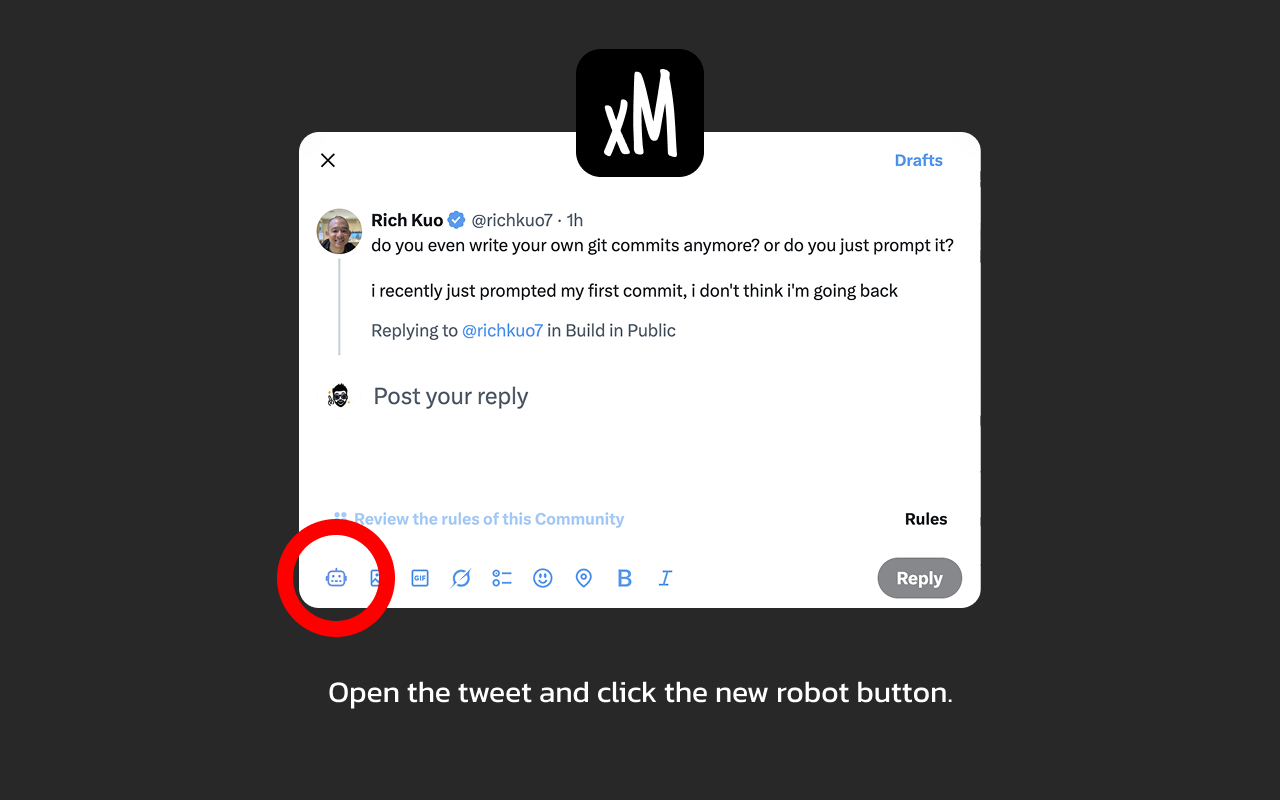 xM
Drafts
Rich Kuo @richkuo7 · 1h
do you even write your own git commits anymore? or do you just prompt it?
i recently just prompted my first commit, i don't think i'm going back
Replying to @richkuo7 in Build in Public
Post your reply
Review the rules of this Community
Rules
GIF
B
I
Reply
Open the tweet and click the new robot button.